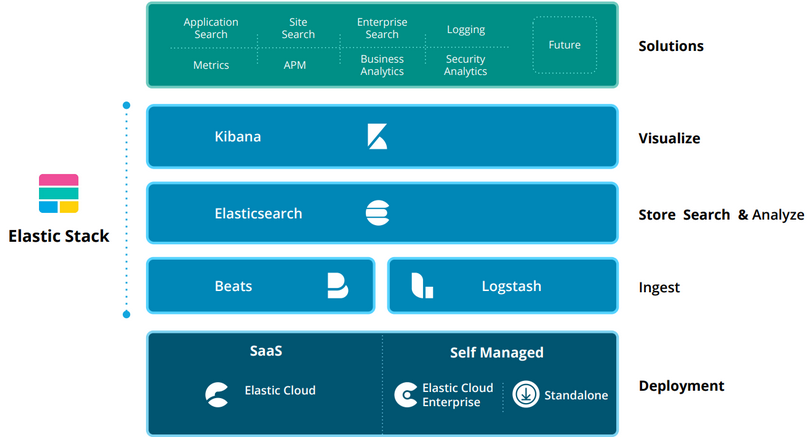 Application
Search
Site
Search
Enterprise
Search
Logging
Metrics
APM
Business
Analytics
Security
Analytics
Future
Solutions
Kibana
Visualize
Elastic Stack
Elasticsearch
Store Search & Analyze
Beats
Logstash
Ingest
SaaS
Elastic Cloud
Self Managed
Elastic Cloud
Enterprise
Standalone
Deployment